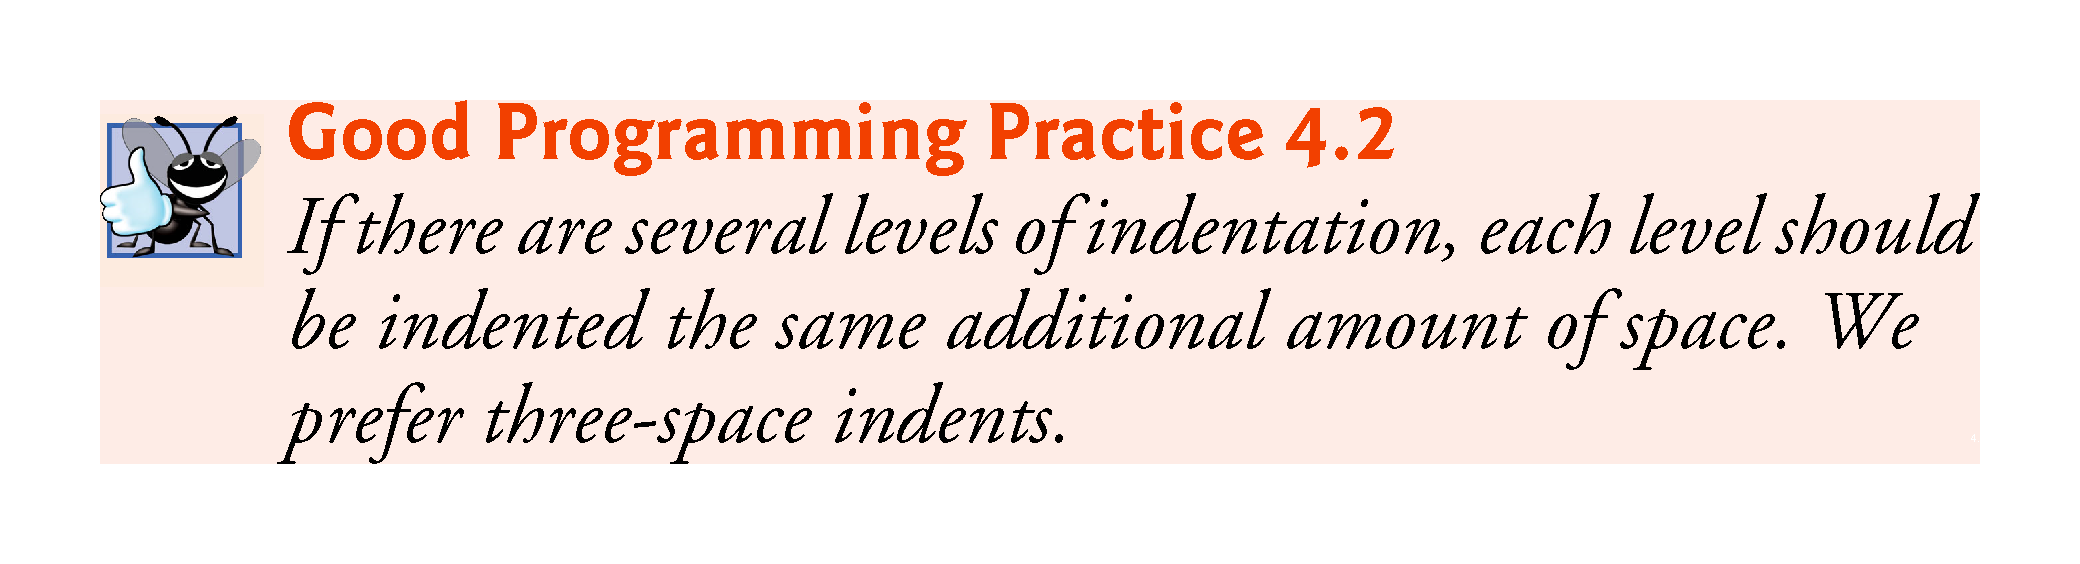 Good Programming Practice 4.2
If there are several levels of indentation, each level should
be indented the same additional amount of space. We
prefer three-space indents.